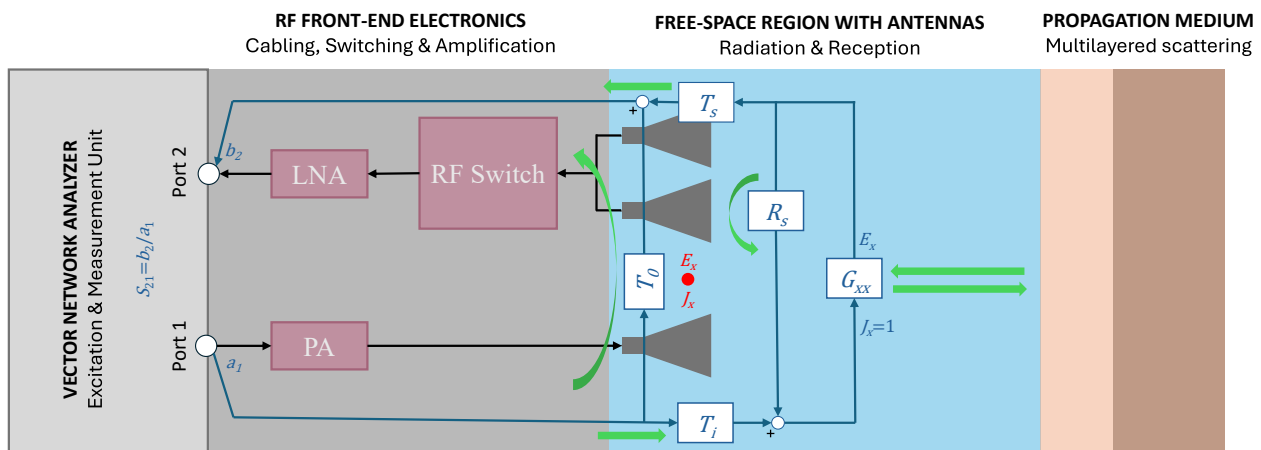 RF FRONT-END ELECTRONICS
Cabling, Switching & Amplification
FREE-SPACE REGION WITH ANTENNAS
Radiation & Reception
PROPAGATION MEDIUM
Multilayered scattering
VECTOR NETWORK ANALYZER
Excitation & Measurement Unit
S21=b2/a1
Port 2
b2
LNA
RF Switch
+
Ts
Rs
Ex
Gxx
Jx=1
T0
Ex
Jx
Port 1
a1
PA
Ti
+